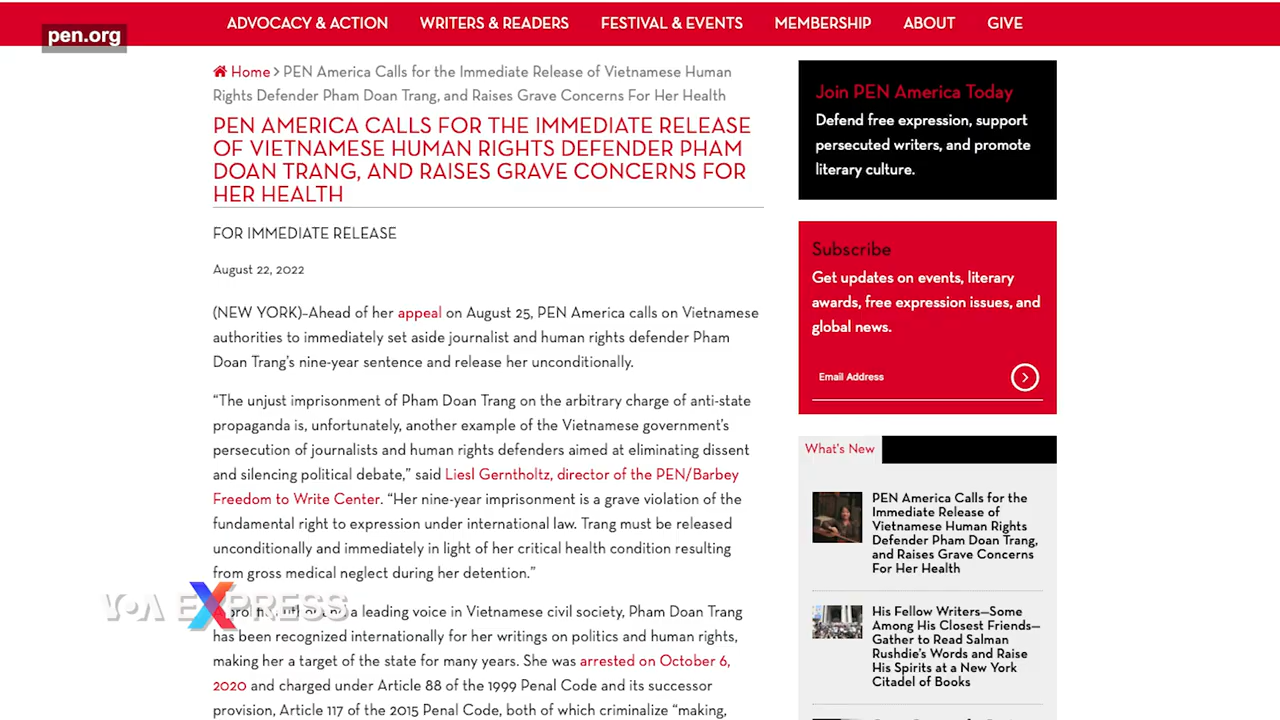 ADVOCACY & ACTION WRITERS & READERS FESTIVAL & EVENTS MEMBERSHIP ABOUT GIVE
pen.org
Home > PEN America Calls for the Immediate Release of Vietnamese Human
Rights Defender Pham Doan Trang, and Raises Grave Concerns For Her Health
PEN AMERICA CALLS FOR THE IMMEDIATE RELEASE
OF VIETNAMESE HUMAN RIGHTS DEFENDER PHAM
DOAN TRANG, AND RAISES GRAVE CONCERNS FOR
HER HEALTH
FOR IMMEDIATE RELEASE
August 22, 2022
(NEW YORK)–Ahead of her appeal on August 25, PEN America calls on Vietnamese
authorities to immediately set aside journalist and human rights defender Pham
Doan Trang's nine-year sentence and release her unconditionally.
“The unjust imprisonment of Pham Doan Trang on the arbitrary charge of anti-state
propaganda is, unfortunately, another example of the Vietnamese government's
persecution of journalists and human rights defenders aimed at eliminating dissent
and silencing political debate,” said Liesl Gerntholtz, director of the PEN/Barbey
Freedom to Write Center. “Her nine-year imprisonment is a grave violation of the
fundamental right to expression under international law. Trang must be released
unconditionally and immediately in light of her critical health condition resulting
from gross medical neglect during her detention.”
a leading voice in Vietnamese civil society, Pham Doan Trang
has been recognized internationally for her writings on politics and human rights,
making her a target of the state for many years. She was arrested on October 6,
2020 and charged under Article 88 of the 1999 Penal Code and its successor
provision, Article 117 of the 2015 Penal Code, both of which criminalize “making,
VOA EXPRESS
Join PEN America Today
Defend free expression, support
persecuted writers, and promote
literary culture.
Subscribe
Get updates on events, literary
awards, free expression issues, and
global news.
Email Address
What's New
PEN America Calls for the
Immediate Release of
Vietnamese Human Rights
Defender Pham Doan Trang,
and Raises Grave Concerns
For Her Health
His Fellow Writers—Some
Among His Closest Friends—
Gather to Read Salman
Rushdie's Words and Raise
His Spirits at a New York
Citadel of Books